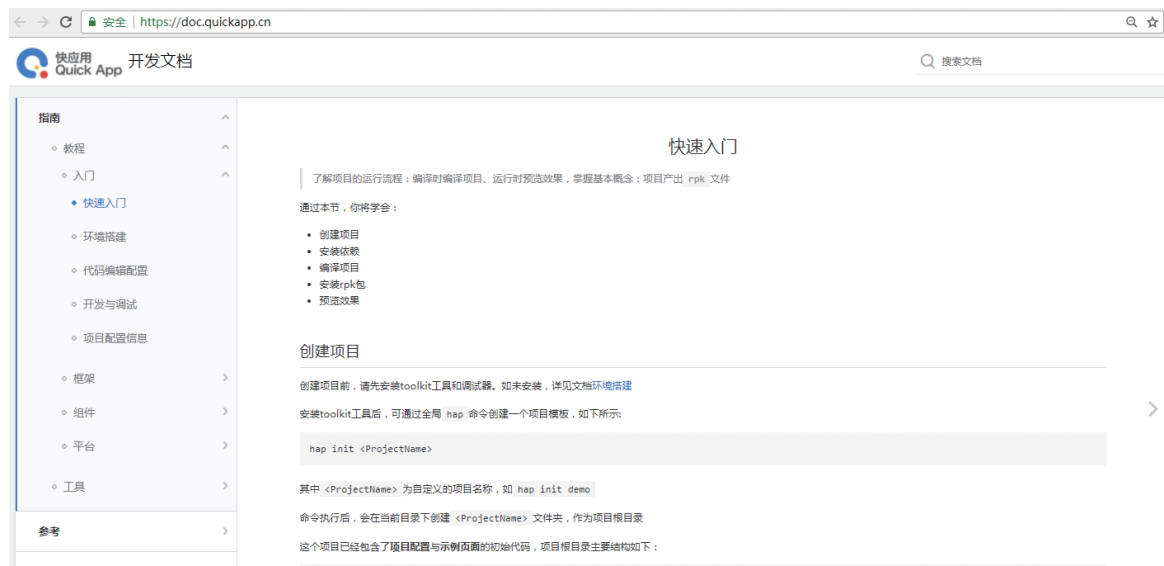 安全 | https://doc.quickapp.cn
快应用
Quick App
开发文档
搜索文档
指南
教程
入门
快速入门
环境搭建
代码编辑配置
开发与调试
项目配置信息
框架
组件
平台
工具
参考
快速入门
了解项目的运行流程：编译时编译项目、运行时预览效果，掌握基本概念：项目产出 rpk 文件
通过本节，你将学会：
创建项目
安装依赖
编译项目
安装rpk包
预览效果
创建项目
创建项目前，请先安装toolkit工具和调试器。如未安装，详见文档环境搭建
安装toolkit工具后，可通过全局 hap 命令创建一个项目模板，如下所示:
hap init <ProjectName>
其中 <ProjectName> 为自定义的项目名称，如 hap init demo
命令执行后，会在当前目录下创建 <ProjectName> 文件夹，作为项目根目录
这个项目已经包含了项目配置与示例页面的初始代码，项目根目录主要结构如下：